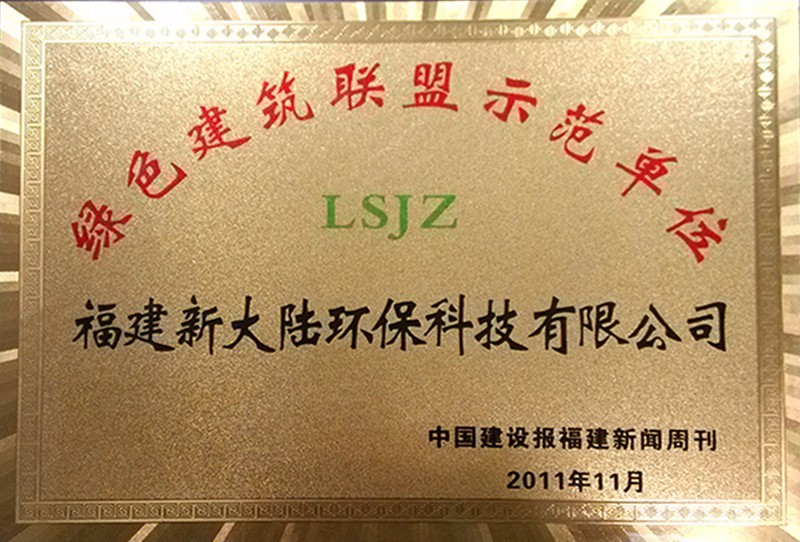 绿色建筑联盟示范单位
LSJZ
福建新大陆环保科技有限公司
中国建设报福建新闻周刊
2011年11月